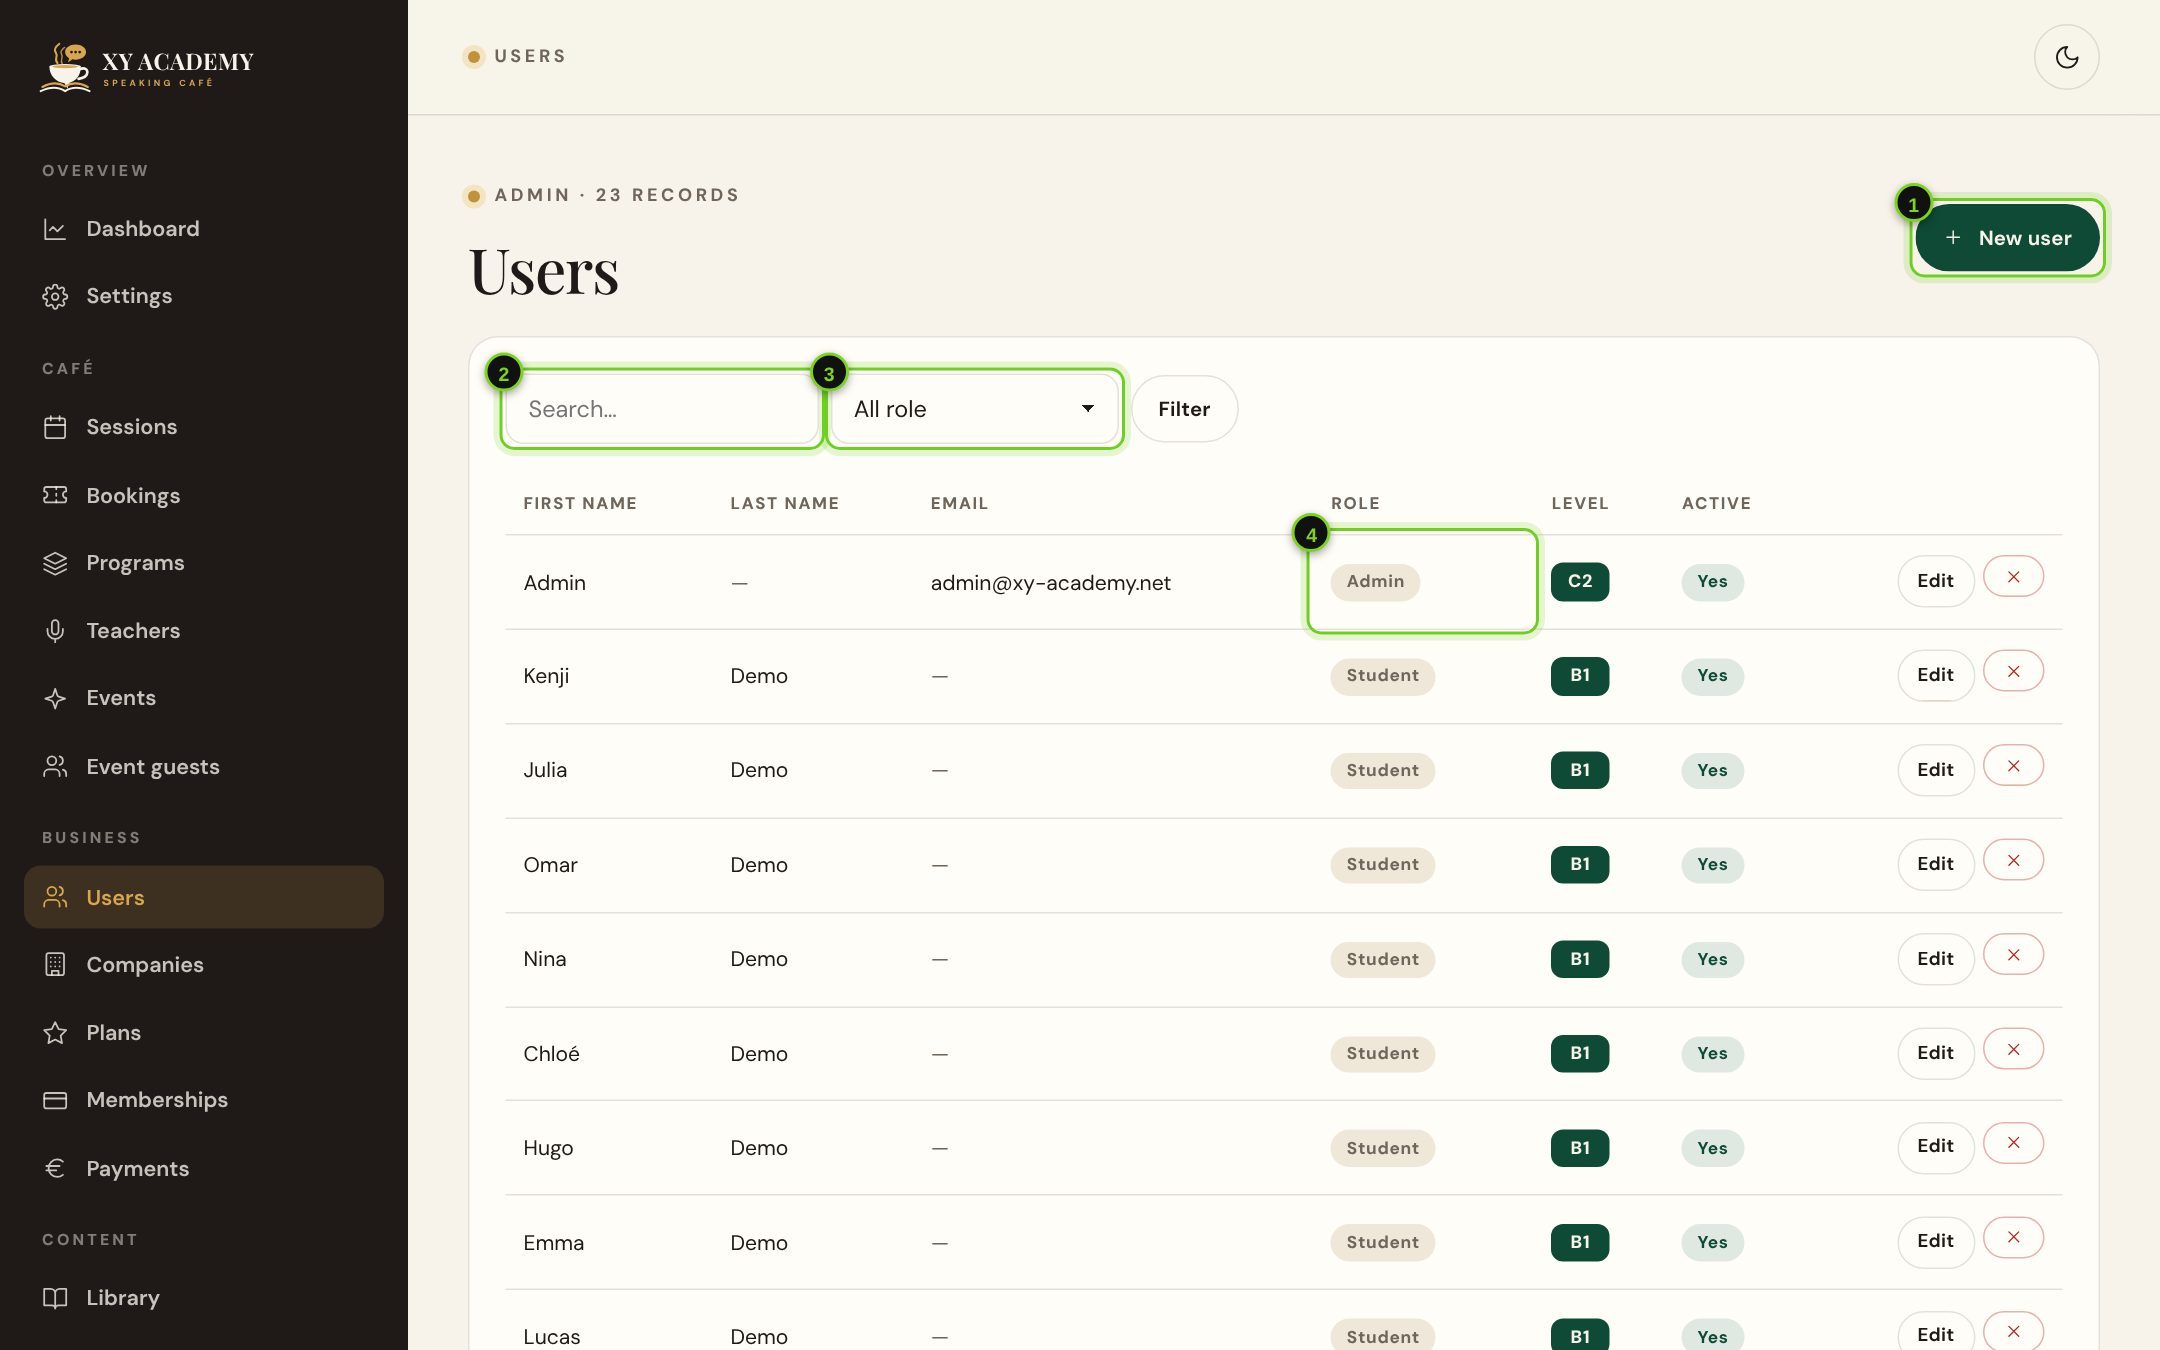 XY ACADEMY
SPEAKING CAFÉ
OVERVIEW
Dashboard
Settings
CAFÉ
Sessions
Bookings
Programs
Teachers
Events
Event guests
BUSINESS
Users
Companies
Plans
Memberships
Payments
CONTENT
Library
USERS
ADMIN · 23 RECORDS
Users
1
+ New user
2
Search...
3
All role
Filter
FIRST NAME LAST NAME EMAIL ROLE LEVEL ACTIVE
4
Admin — admin@xy-academy.net Admin C2 Yes Edit ×
Kenji Demo — Student B1 Yes Edit ×
Julia Demo — Student B1 Yes Edit ×
Omar Demo — Student B1 Yes Edit ×
Nina Demo — Student B1 Yes Edit ×
Chloé Demo — Student B1 Yes Edit ×
Hugo Demo — Student B1 Yes Edit ×
Emma Demo — Student B1 Yes Edit ×
Lucas Demo — Student B1 Yes Edit ×